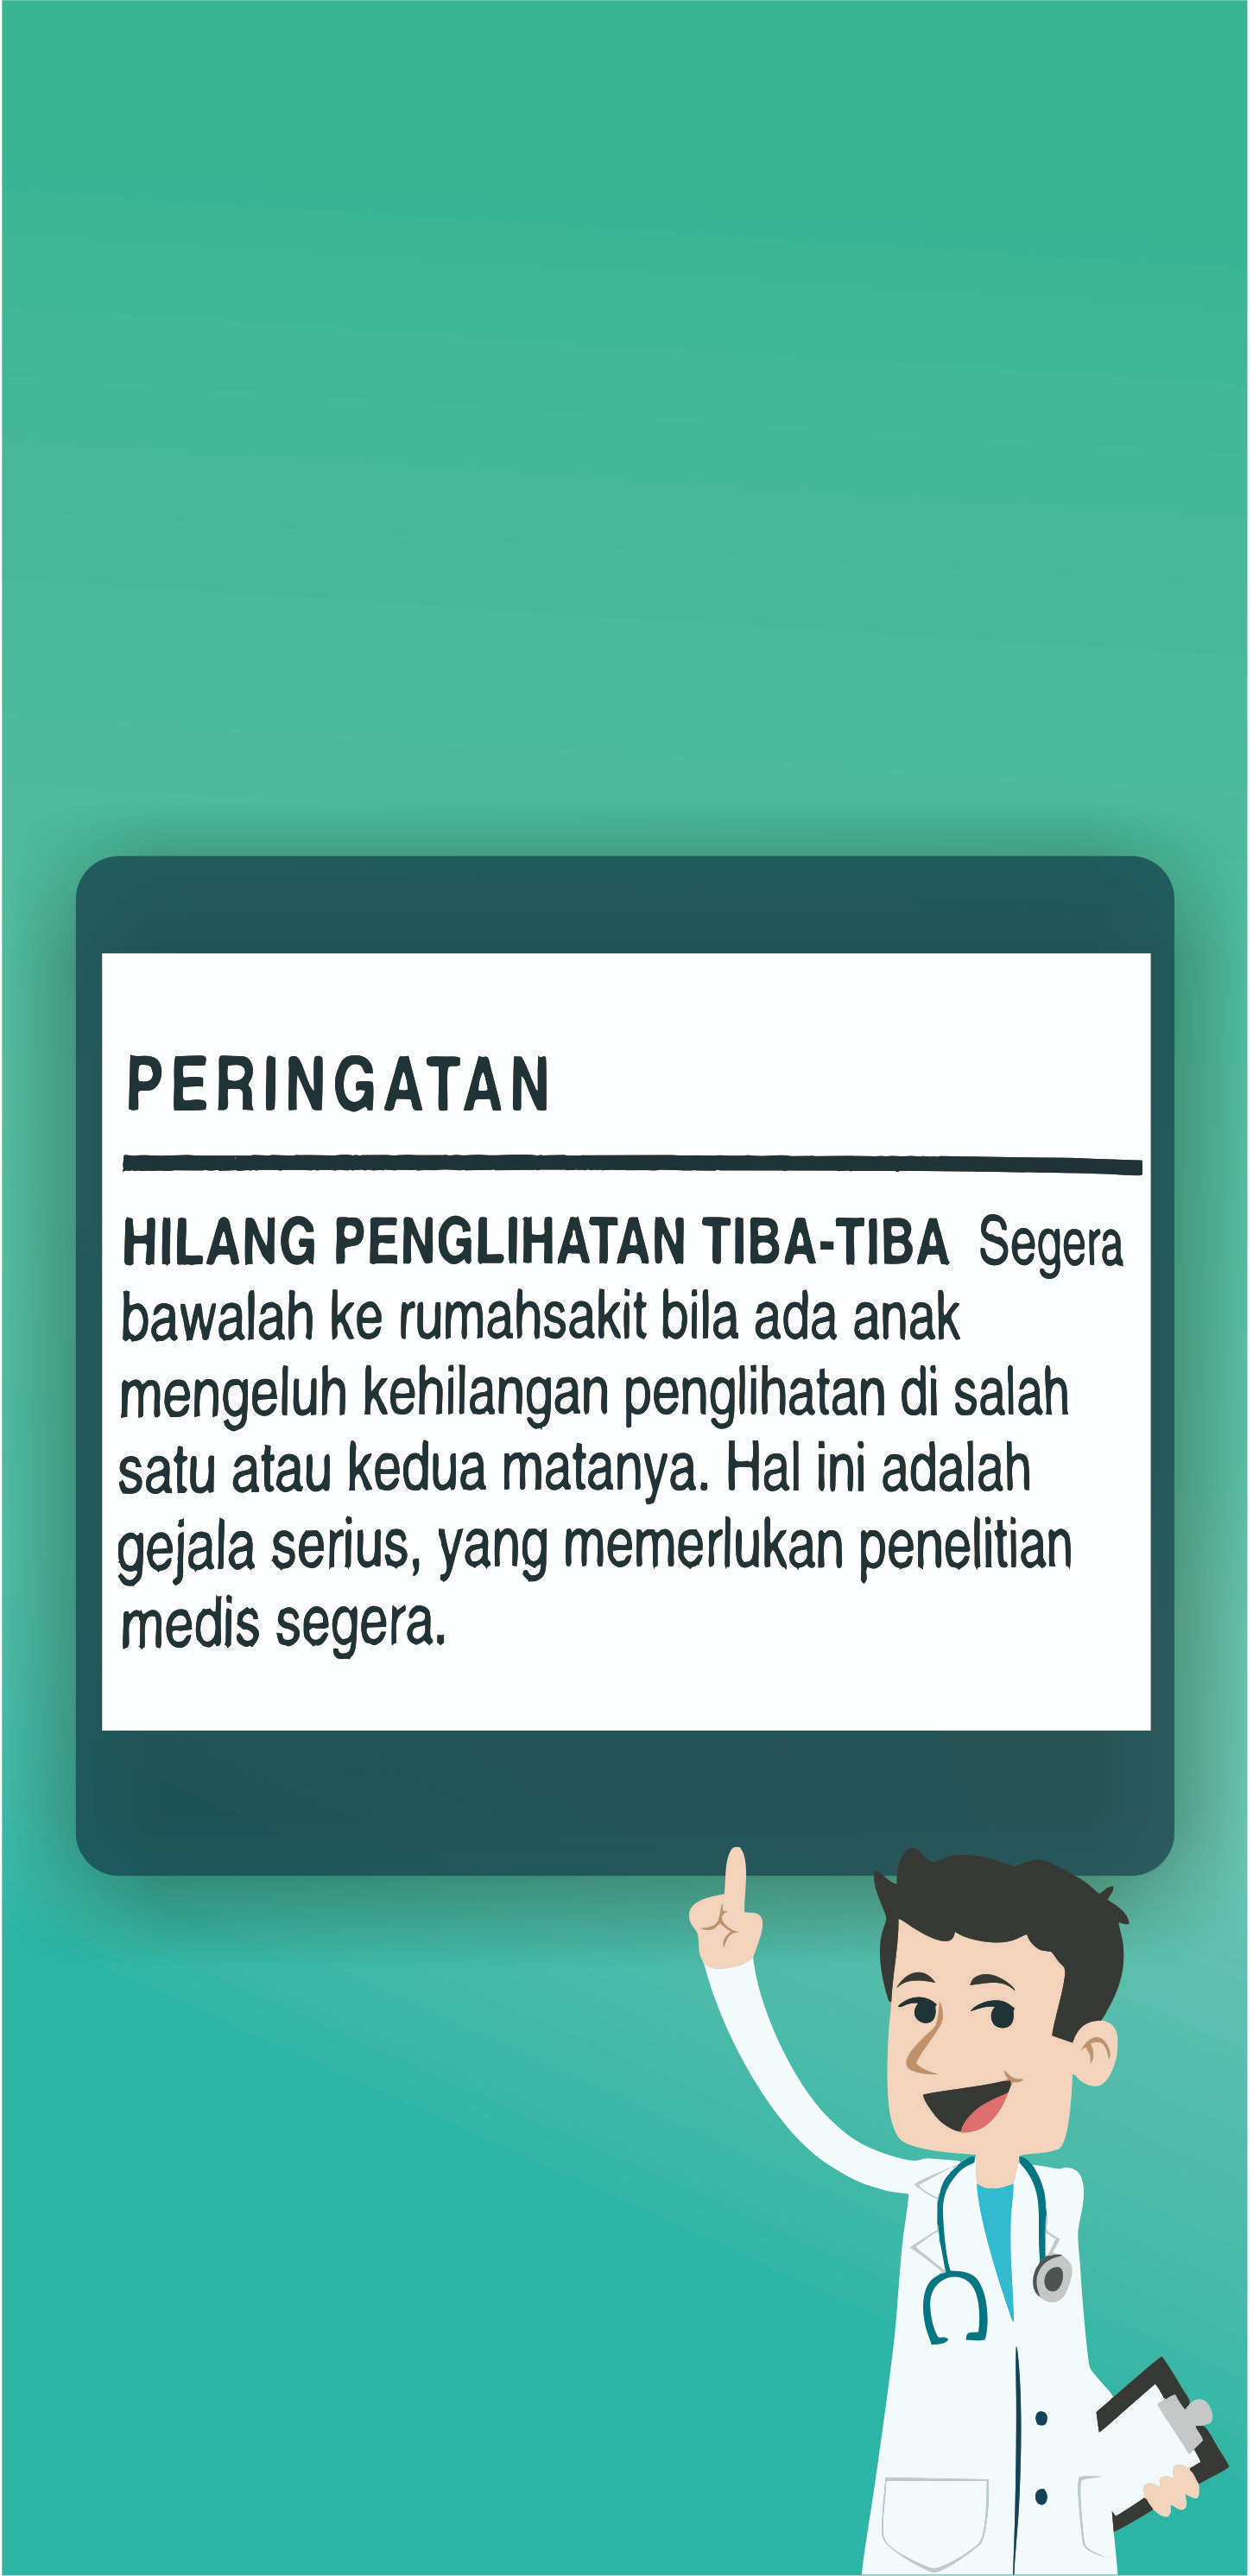 PERINGATAN
HILANG PENGLIHATAN TIBA-TIBA Segera
bawalah ke rumahsakit bila ada anak
mengeluh kehilangan penglihatan di salah
satu atau kedua matanya. Hal ini adalah
gejala serius, yang memerlukan penelitian
medis segera.